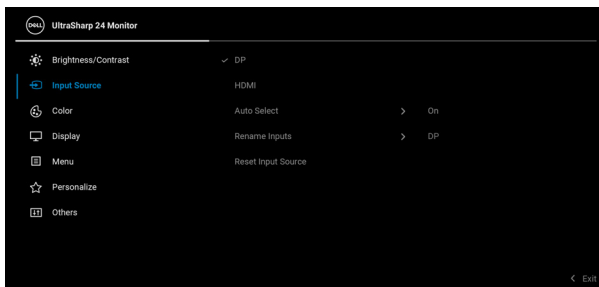 DELL UltraSharp 24 Monitor
Brightness/Contrast ✓ DP
Input Source HDMI
Color Auto Select > On
Display Rename Inputs > DP
Menu Reset Input Source
Personalize
Others
< Exit